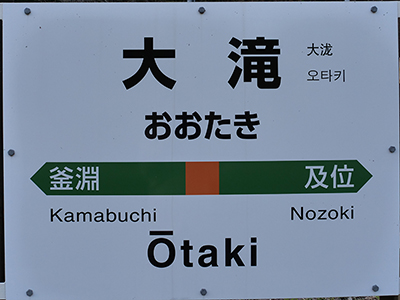 大滝
大泷
오타키
おおたき
釜淵 及位
Kamabuchi Nozoki
Ōtaki